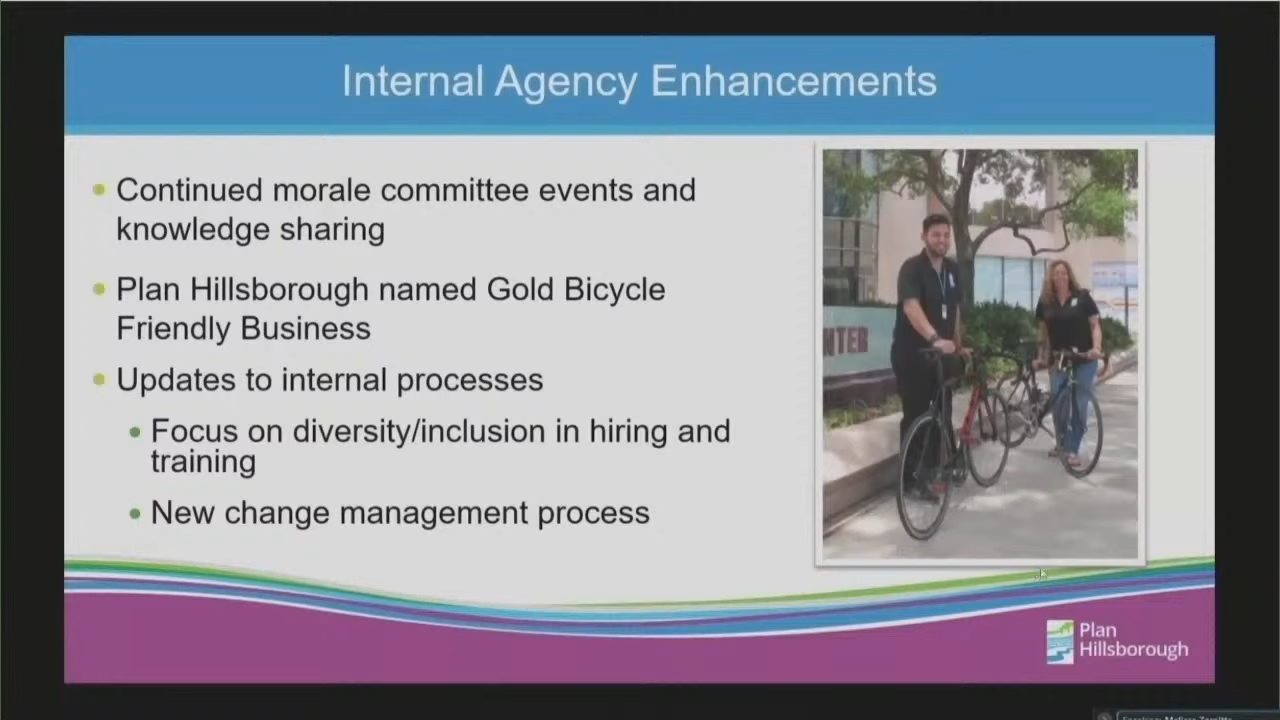 Internal Agency Enhancements
Continued morale committee events and
knowledge sharing
Plan Hillsborough named Gold Bicycle
Friendly Business
Updates to internal processes
Focus on diversity/inclusion in hiring and
training
New change management process
NTER
Plan
Hillsborough